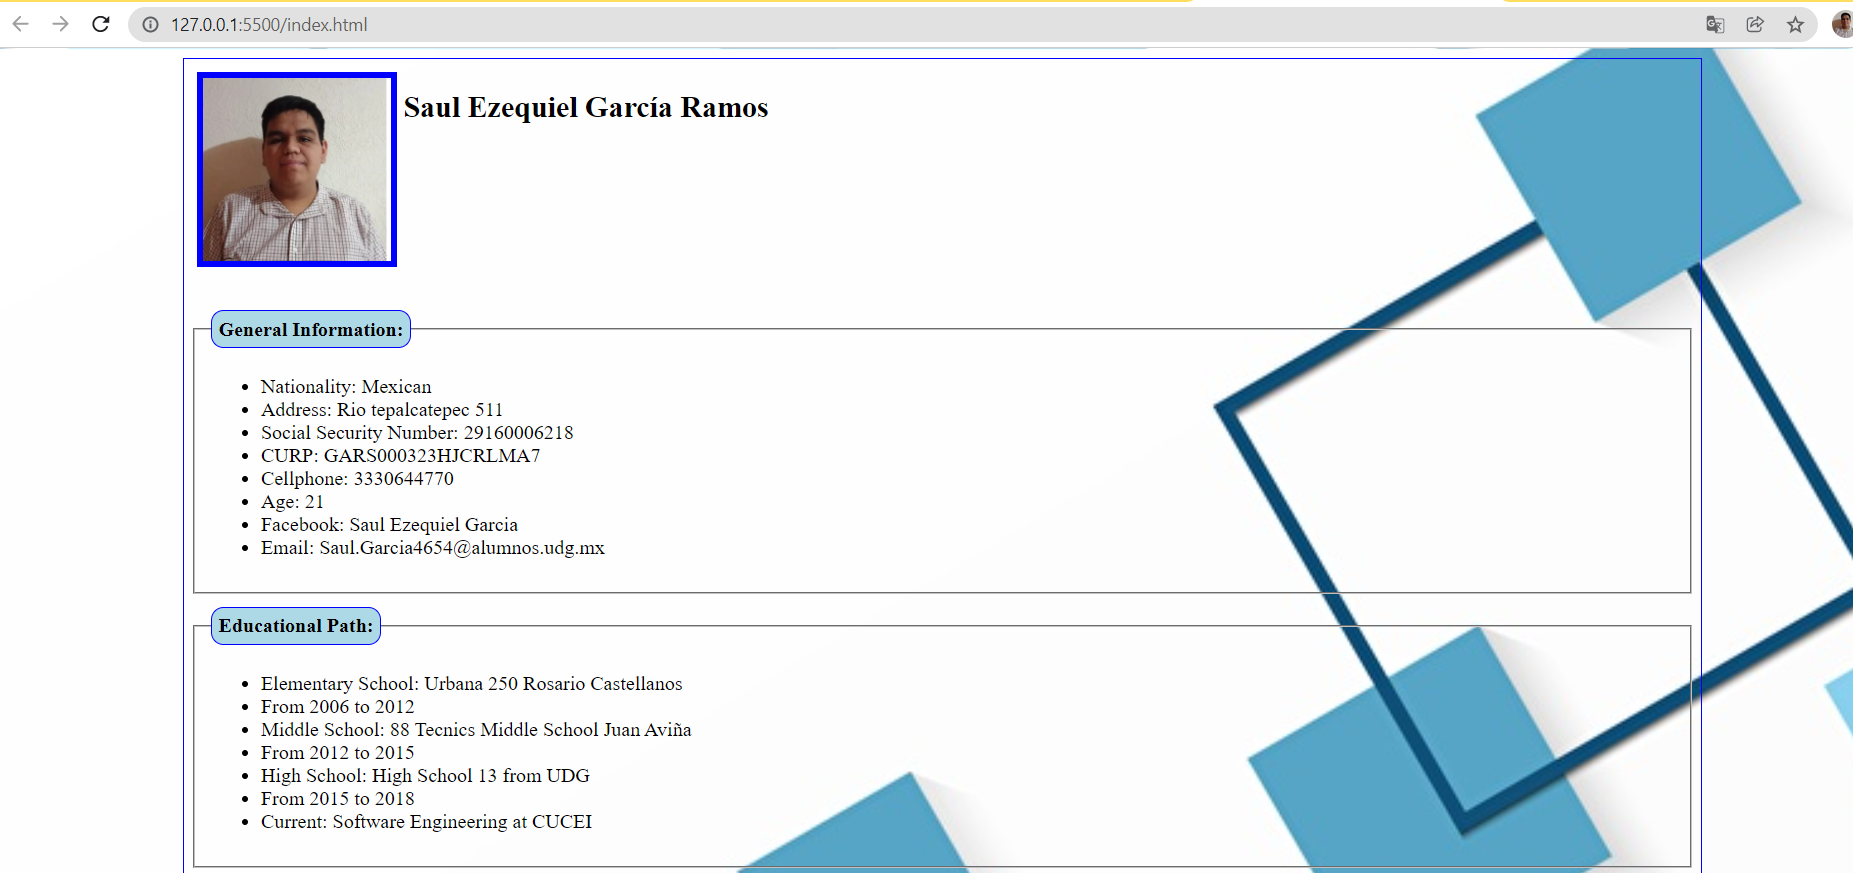 127.0.0.1:5500/index.html
Saul Ezequiel García Ramos
General Information:
Nationality: Mexican
Address: Rio tepalcatepec 511
Social Security Number: 29160006218
CURP: GARS000323HJCRLMA7
Cellphone: 3330644770
Age: 21
Facebook: Saul Ezequiel Garcia
Email: Saul.Garcia4654@alumnos.udg.mx
Educational Path:
Elementary School: Urbana 250 Rosario Castellanos
From 2006 to 2012
Middle School: 88 Tecnics Middle School Juan Aviña
From 2012 to 2015
High School: High School 13 from UDG
From 2015 to 2018
Current: Software Engineering at CUCEI